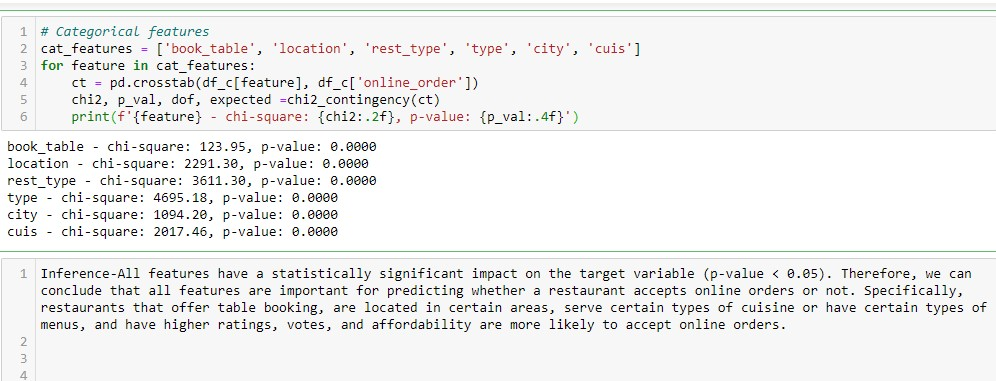 1 # Categorical features
2 cat_features = ['book_table', 'location', 'rest_type', 'type', 'city', 'cuis']
3 for feature in cat_features:
4     ct = pd.crosstab(df_c[feature], df_c['online_order'])
5     chi2, p_val, dof, expected =chi2_contingency(ct)
6     print(f'{feature} - chi-square: {chi2:.2f}, p-value: {p_val:.4f}')
book_table - chi-square: 123.95, p-value: 0.0000
location - chi-square: 2291.30, p-value: 0.0000
rest_type - chi-square: 3611.30, p-value: 0.0000
type - chi-square: 4695.18, p-value: 0.0000
city - chi-square: 1094.20, p-value: 0.0000
cuis - chi-square: 2017.46, p-value: 0.0000
1 Inference-All features have a statistically significant impact on the target variable (p-value < 0.05). Therefore, we can
conclude that all features are important for predicting whether a restaurant accepts online orders or not. Specifically,
restaurants that offer table booking, are located in certain areas, serve certain types of cuisine or have certain types of
menus, and have higher ratings, votes, and affordability are more likely to accept online orders.
2
3
4